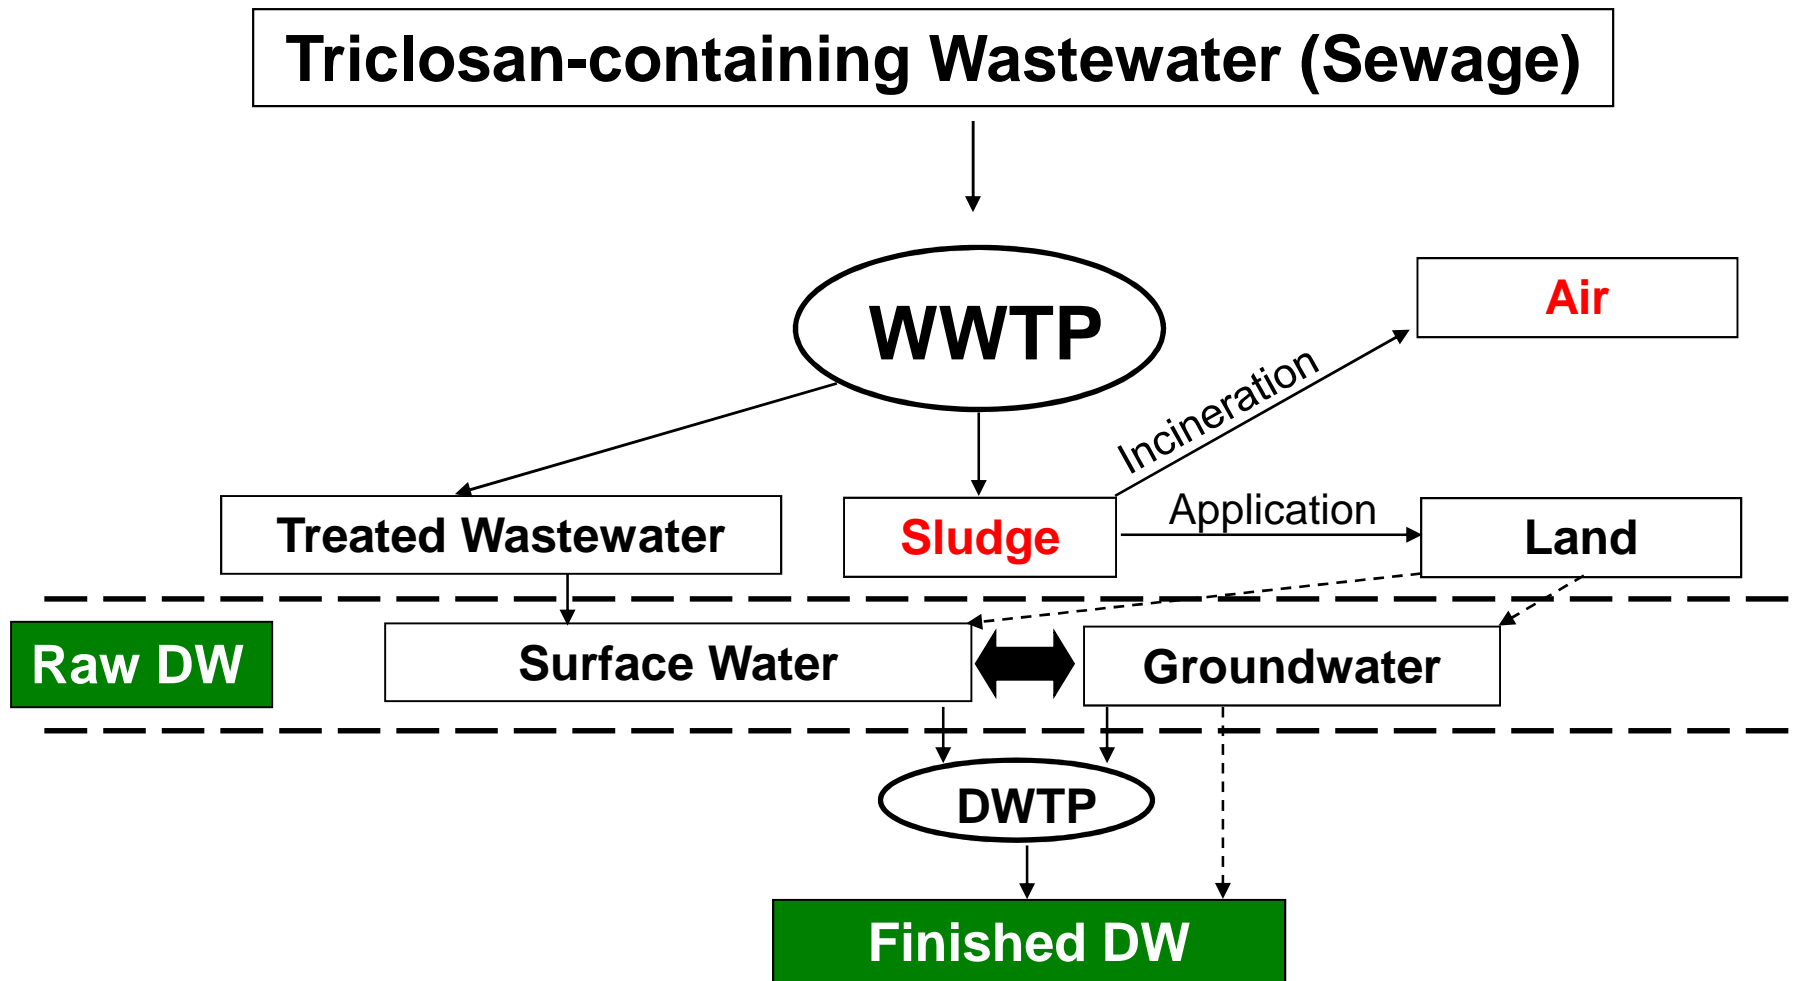 Triclosan-containing Wastewater (Sewage)
WWTP
Air
Incineration
Treated Wastewater
Sludge
Application
Land
Raw DW
Surface Water
Groundwater
DWTP
Finished DW